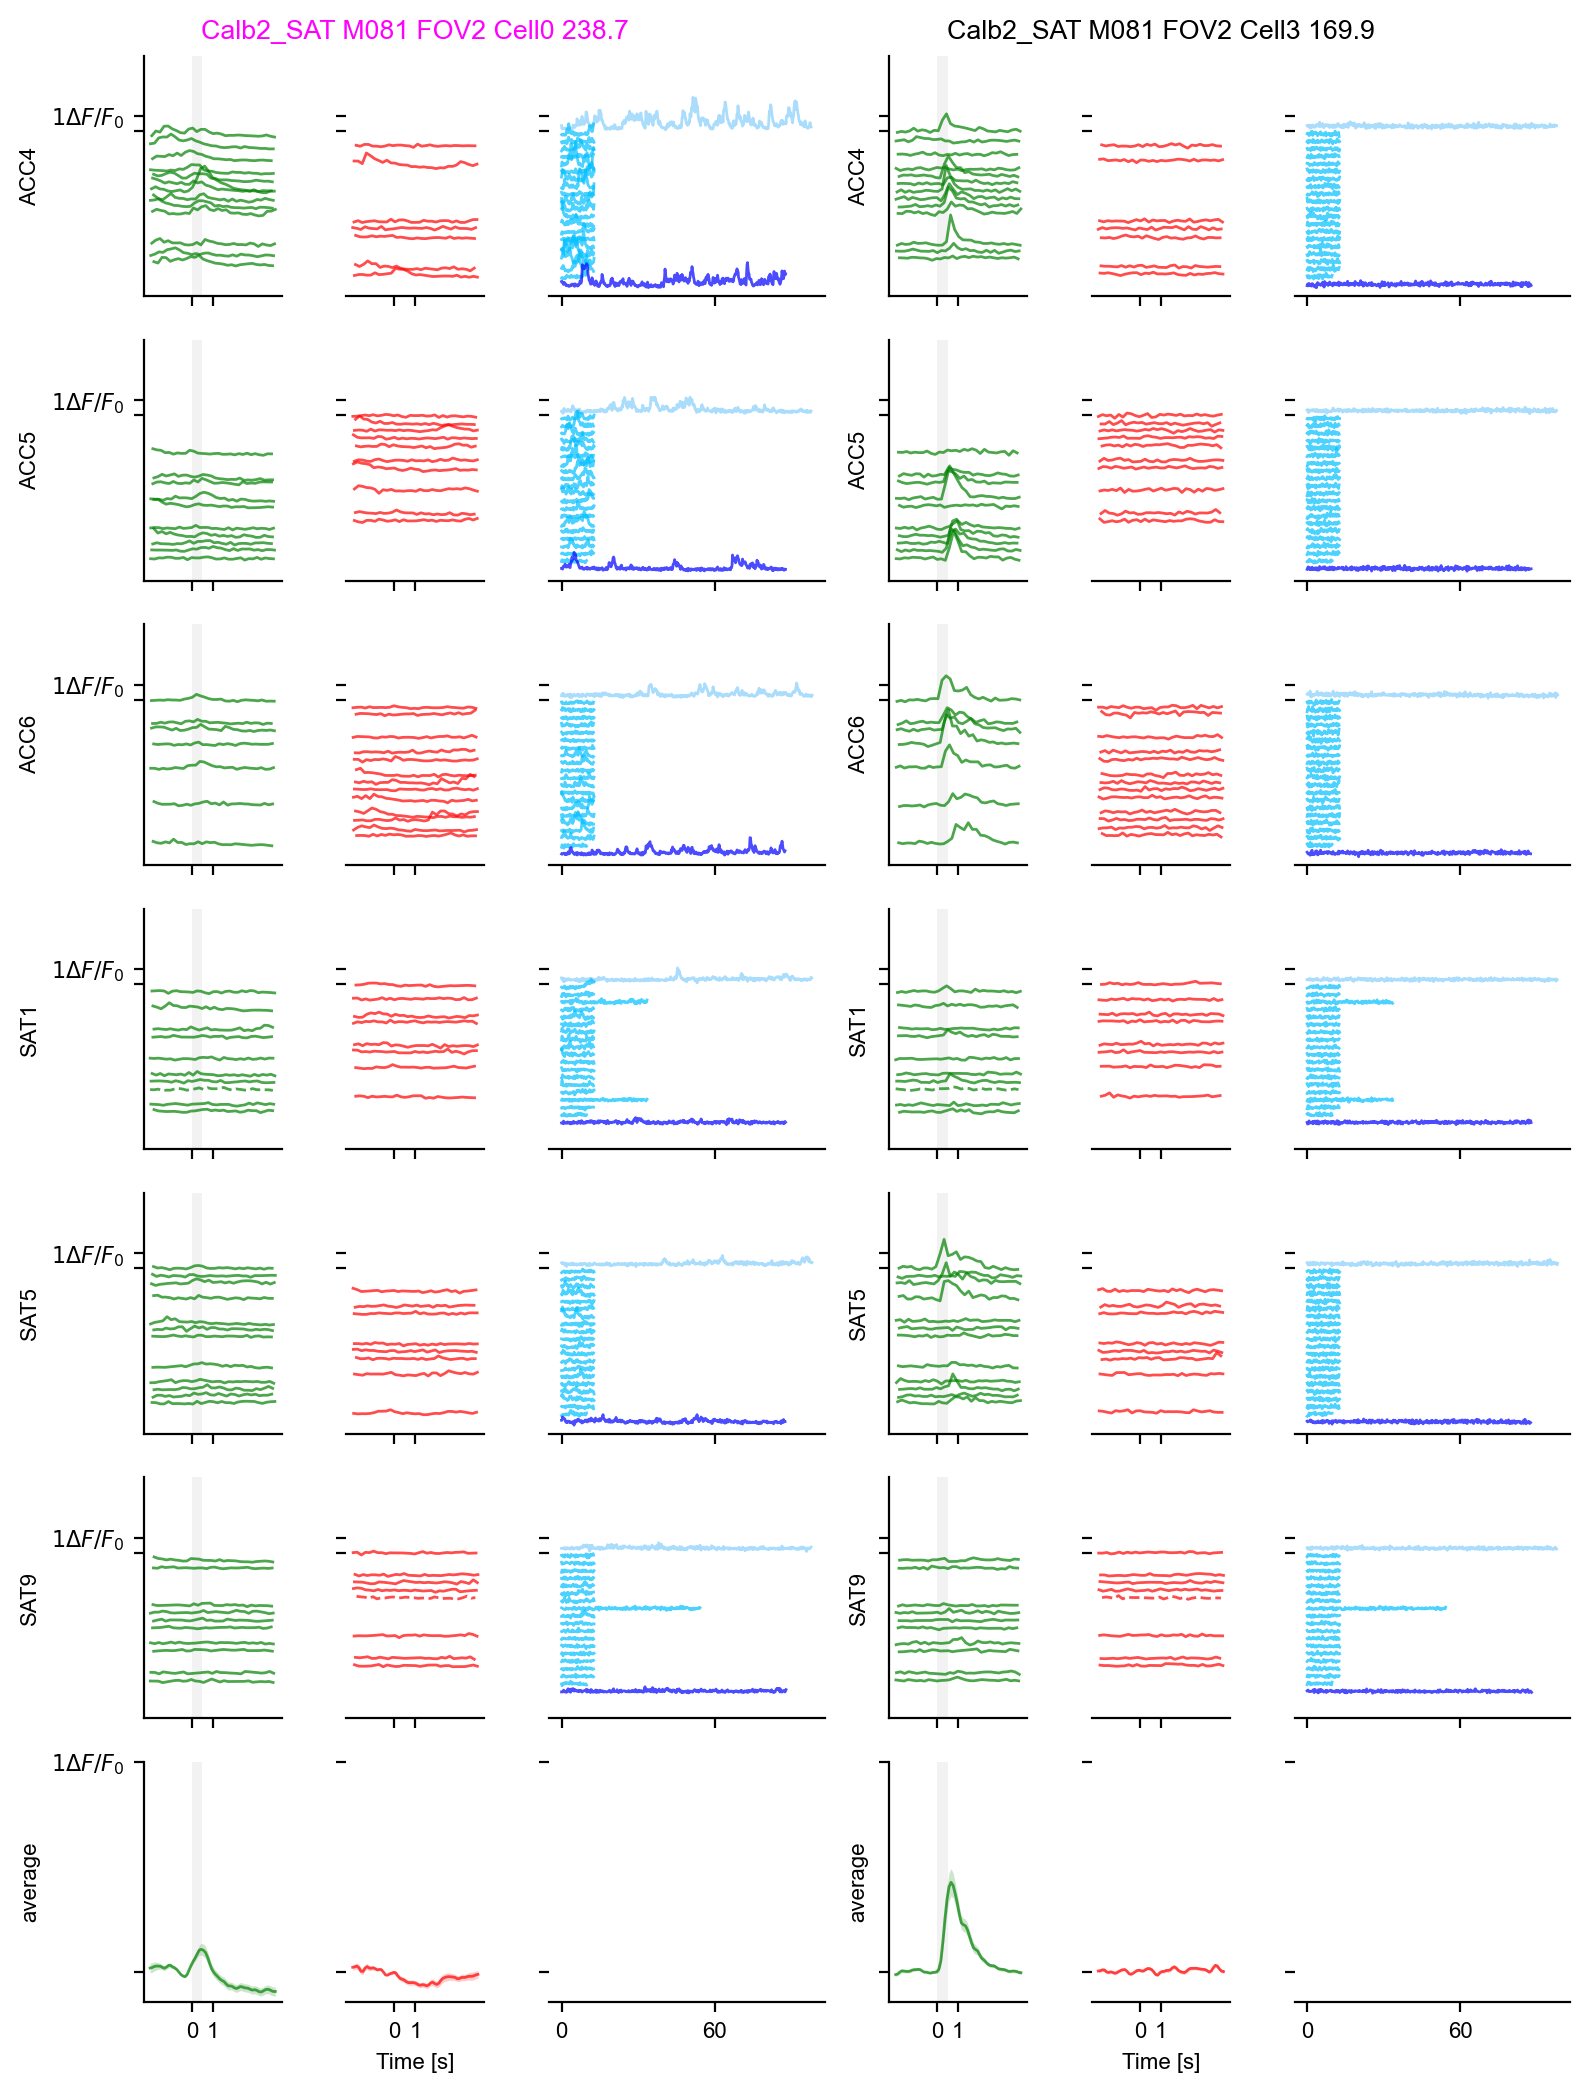 Calb2_SAT M081 FOV2 Cell0 238.7
Calb2_SAT M081 FOV2 Cell3 169.9
1ΔF/F₀
ACC4
ACC4
1ΔF/F₀
ACC5
ACC5
1ΔF/F₀
ACC6
ACC6
1ΔF/F₀
SAT1
SAT1
1ΔF/F₀
SAT5
SAT5
1ΔF/F₀
SAT9
SAT9
1ΔF/F₀
average
average
0 1 0 1 0 60 0 1 0 1 0 60
Time [s] Time [s]